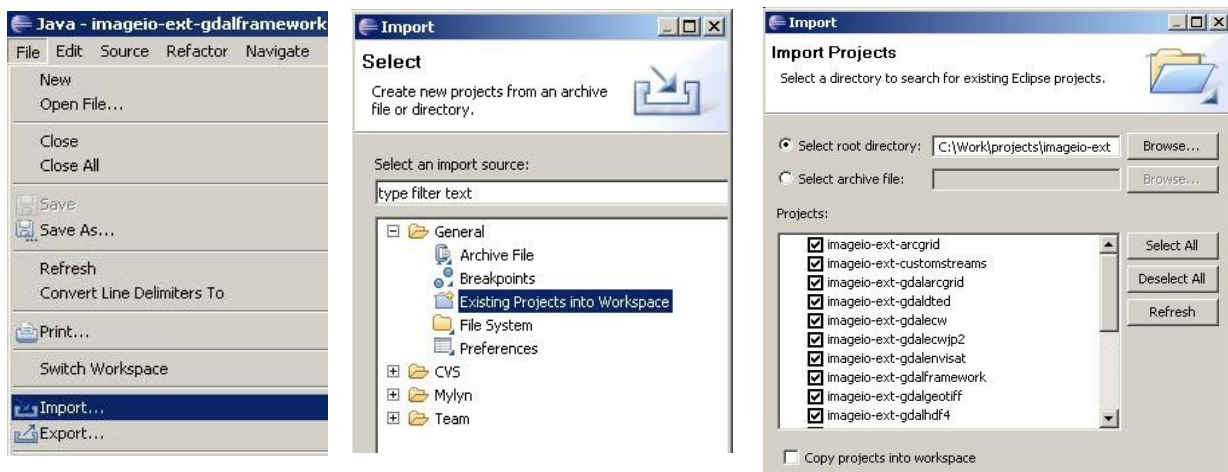 Java - imageio-ext-gdalframework
File Edit Source Refactor Navigate
New
Open File...
Close
Close All
Save
Save As...
Refresh
Convert Line Delimiters To
Print...
Switch Workspace
Import...
Export...
Import
Select
Create new projects from an archive
file or directory.
Select an import source:
type filter text
General
Archive File
Breakpoints
Existing Projects into Workspace
File System
Preferences
CVS
Mylyn
Team
Import
Import Projects
Select a directory to search for existing Eclipse projects.
Select root directory: C:\Work\projects\imageio-ext Browse...
Select archive file: Browse...
Projects:
imageio-ext-arcgrid
imageio-ext-customstreams
imageio-ext-gdalarcgrid
imageio-ext-gdaldted
imageio-ext-gdalecw
imageio-ext-gdalecwjp2
imageio-ext-gdalenvisat
imageio-ext-gdalframework
imageio-ext-gdalgeotiff
imageio-ext-gdalhdf4
Select All
Deselect All
Refresh
Copy projects into workspace